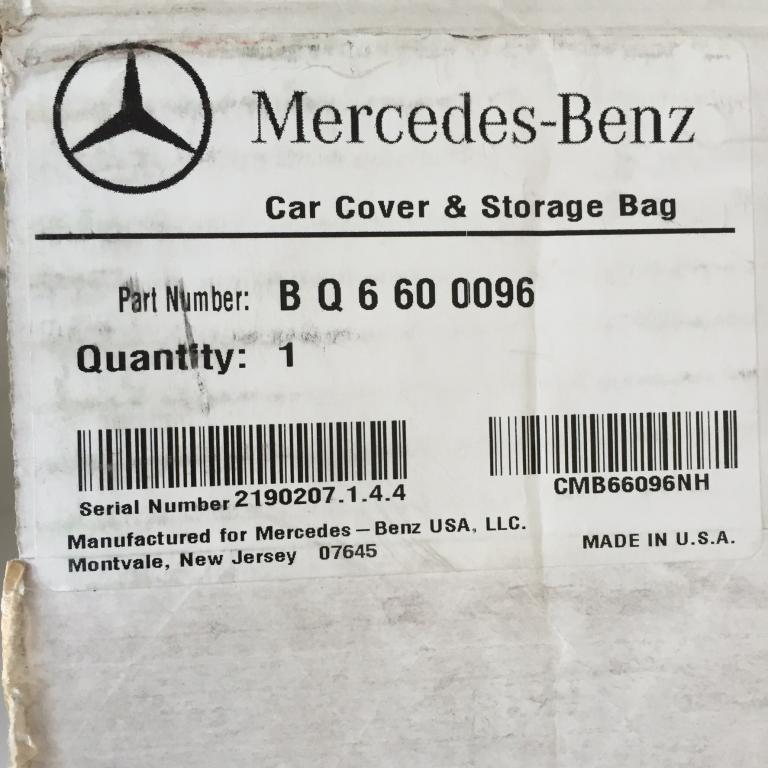 Mercedes-Benz
Car Cover & Storage Bag
Part Number: B Q 6 60 0096
Quantity: 1
Serial Number 2190207.1.4.4
CMB66096NH
Manufactured for Mercedes-Benz USA, LLC.
Montvale, New Jersey 07645
MADE IN U.S.A.